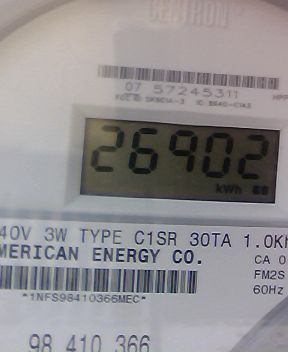 CENTRON
07 57245311
26902
kWh
40V 3W TYPE C1SR 30TA 1.0Kh
MERICAN ENERGY CO.
CA 0
FM2S
60Hz
*1NFS98410366MEC*
98 410 366